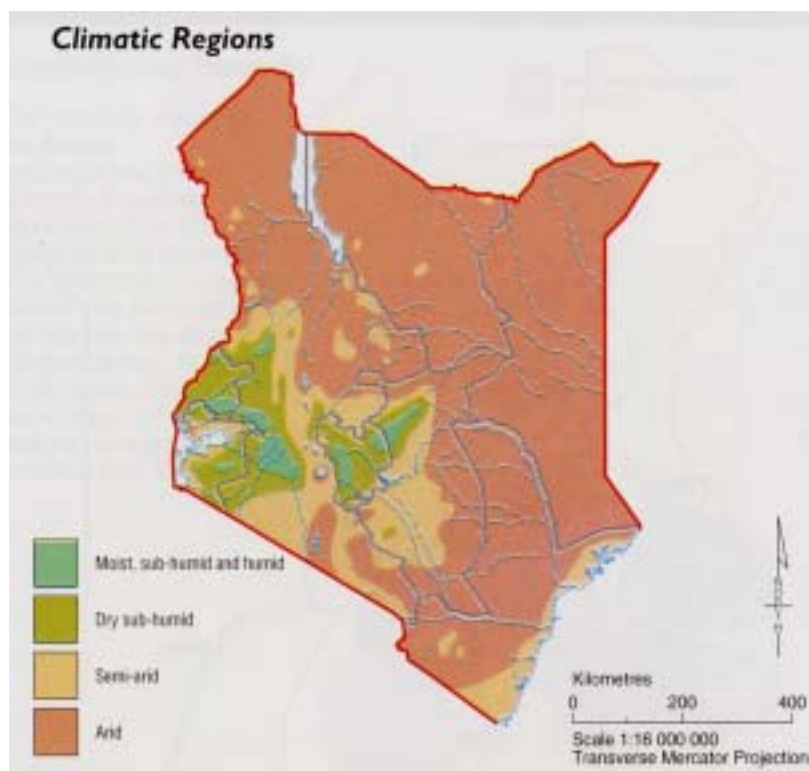 Climatic Regions
Moist, sub-humid and humid
Dry sub-humid
Semi-arid
Arid
Kilometres
0 200 400
Scale 1:16 000 000
Transverse Mercator Projection